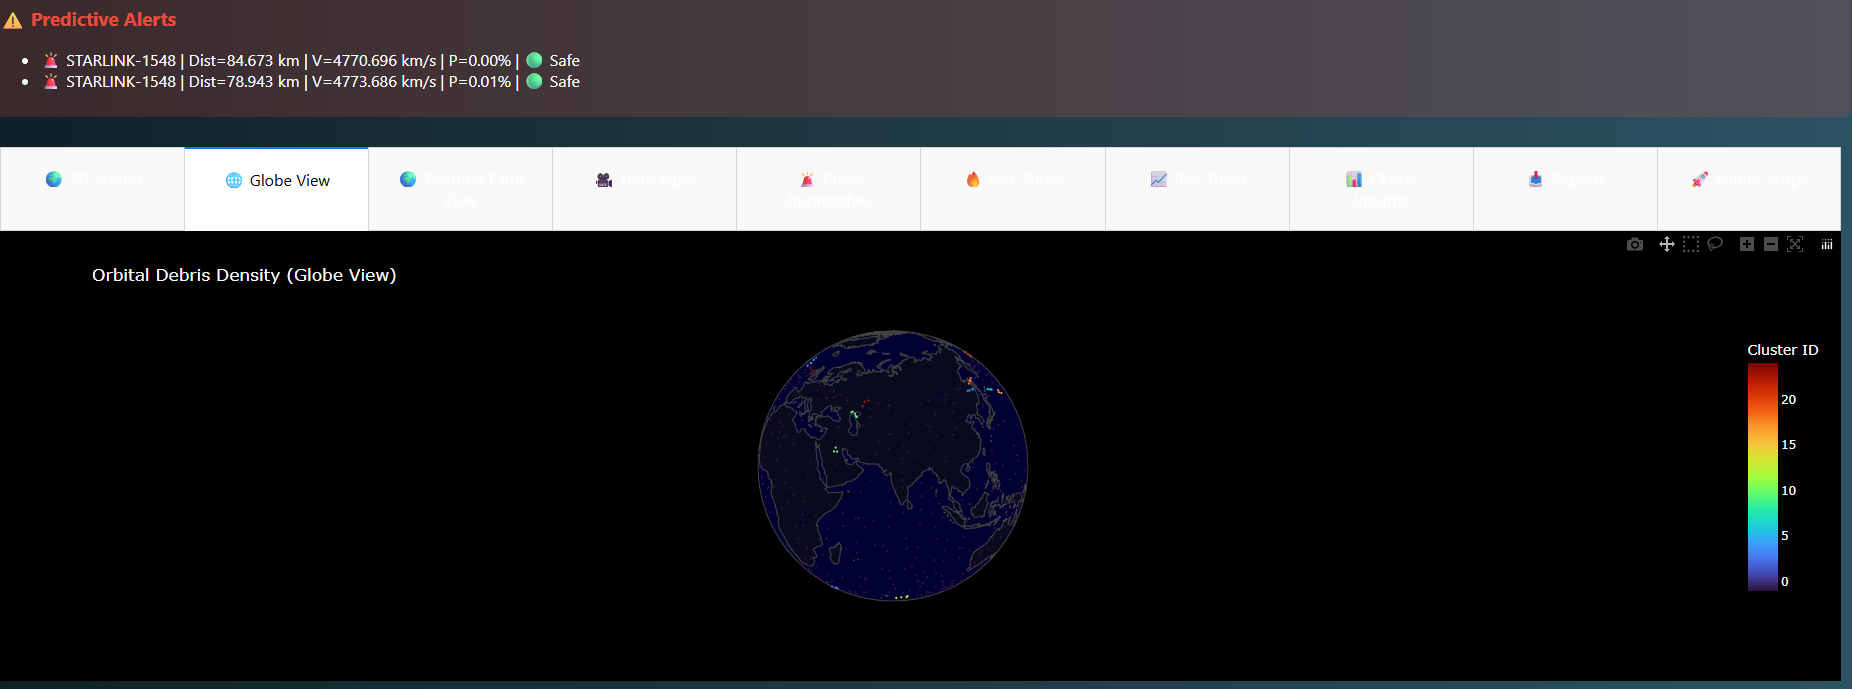 ⚠️ Predictive Alerts
🚨 STARLINK-1548 | Dist=84.673 km | V=4770.696 km/s | P=0.00% | 🟢 Safe
🚨 STARLINK-1548 | Dist=78.943 km | V=4773.686 km/s | P=0.01% | 🟢 Safe
🌍 3D Scatter
🌐 Globe View
🌍 Textured Earth
View
🎥 Time-lapse
🚨 Close
Approaches
🔥 Risk Zones
📈 Risk Trend
📊 Cluster
Insights
📥 Reports
🚀 Future Scope
Orbital Debris Density (Globe View)
Cluster ID
20
15
10
5
0